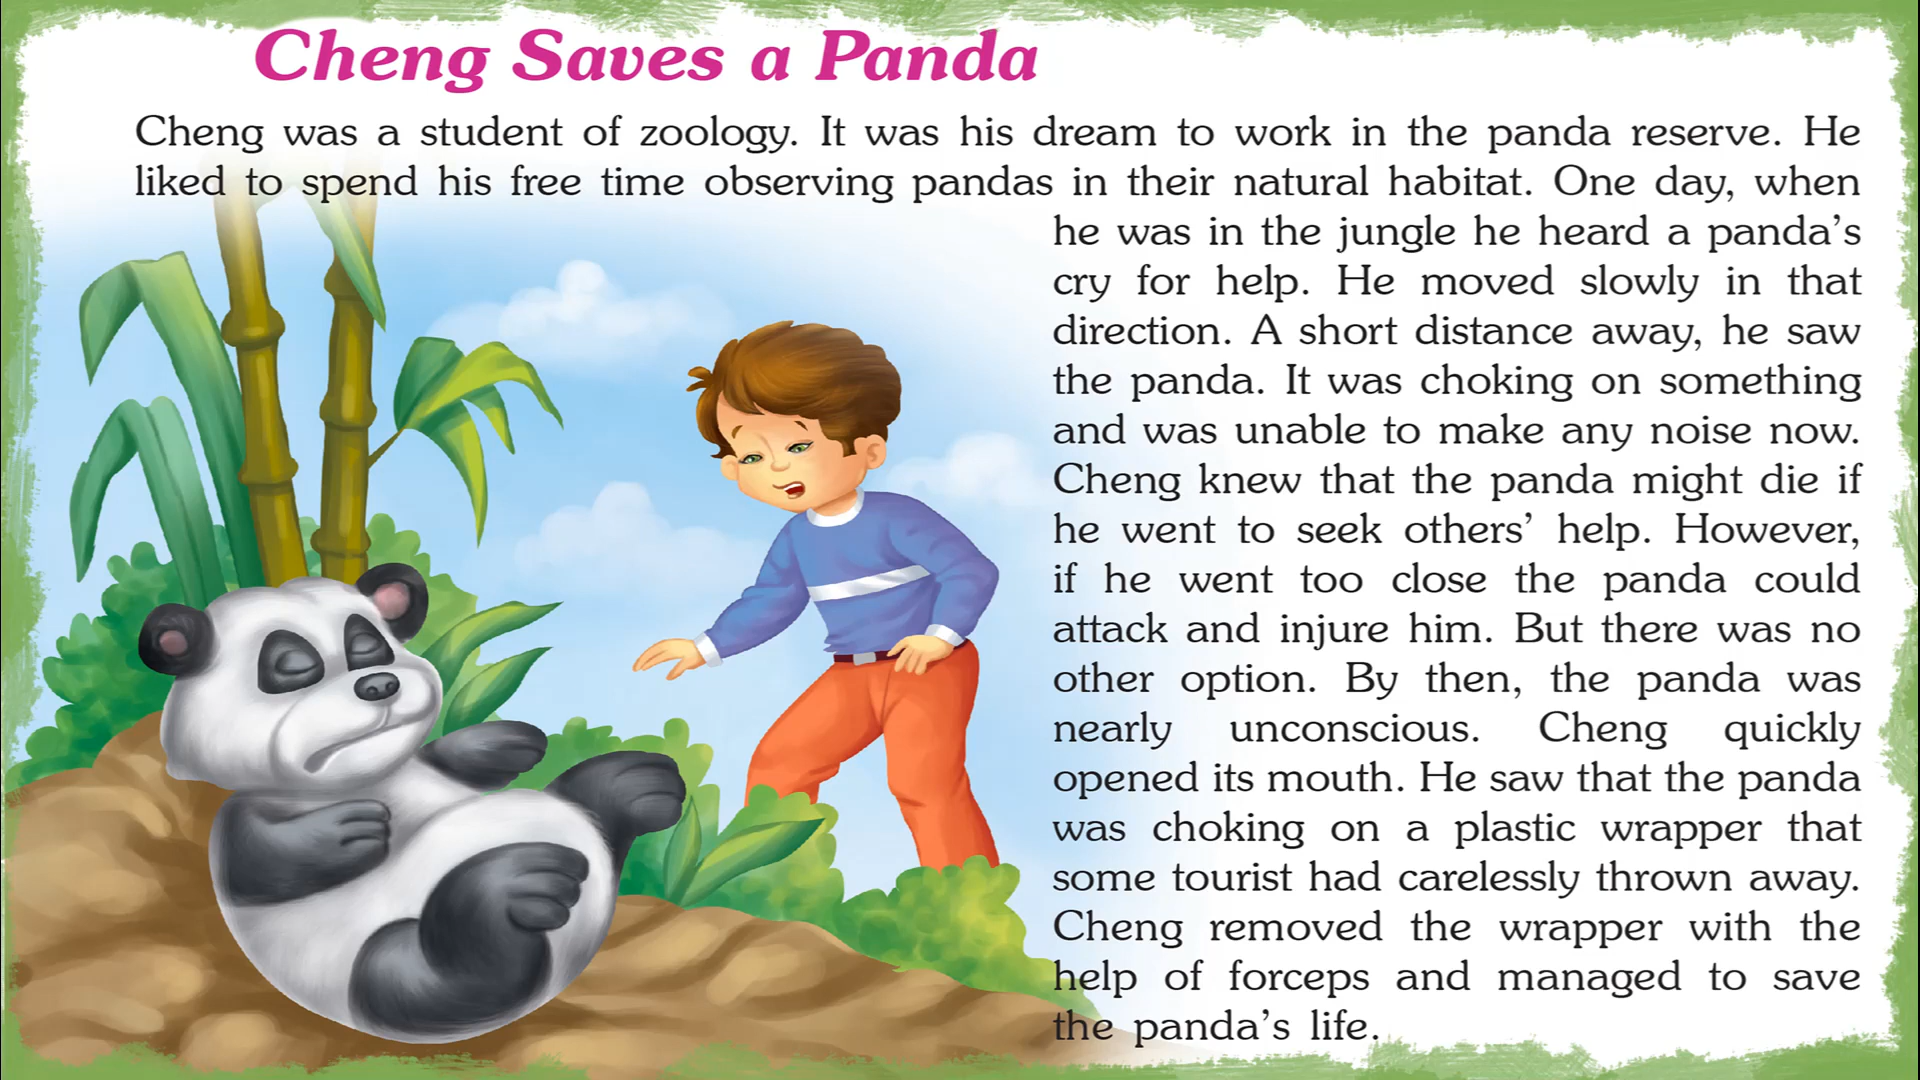 Cheng Saves a Panda
Cheng was a student of zoology. It was his dream to work in the panda reserve. He
liked to spend his free time observing pandas in their natural habitat. One day, when
he was in the jungle he heard a panda’s
cry for help. He moved slowly in that
direction. A short distance away, he saw
the panda. It was choking on something
and was unable to make any noise now.
Cheng knew that the panda might die if
he went to seek others’ help. However,
if he went too close the panda could
attack and injure him. But there was no
other option. By then, the panda was
nearly unconscious. Cheng quickly
opened its mouth. He saw that the panda
was choking on a plastic wrapper that
some tourist had carelessly thrown away.
Cheng removed the wrapper with the
help of forceps and managed to save
the panda’s life.